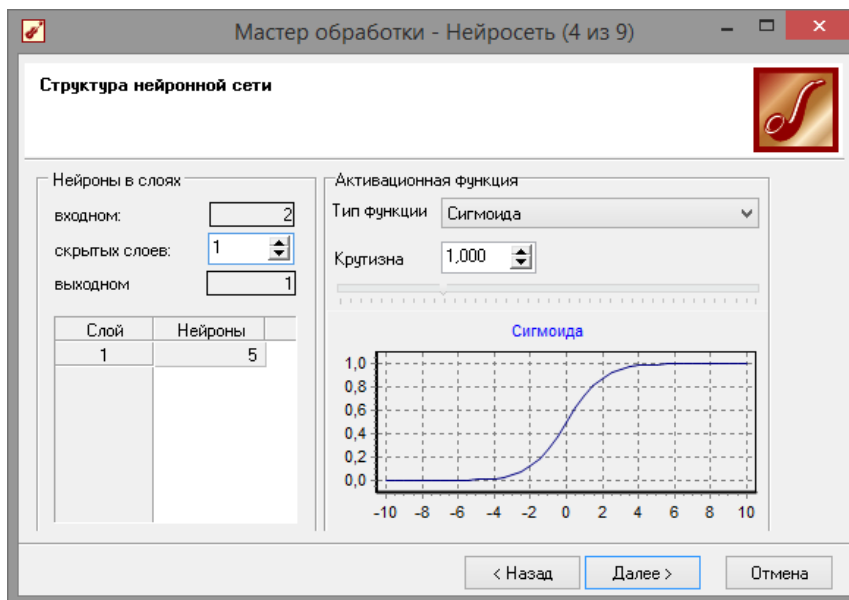 Мастер обработки - Нейросеть (4 из 9)
Структура нейронной сети
Нейроны в слоях
входном: 2
скрытых слоев: 1
выходном 1
Слой Нейроны
1 5
Активационная функция
Тип функции Сигмоида
Крутизна 1,000
Сигмоида
1,0
0,8
0,6
0,4
0,2
0,0
-10 -8 -6 -4 -2 0 2 4 6 8 10
< Назад Далее > Отмена